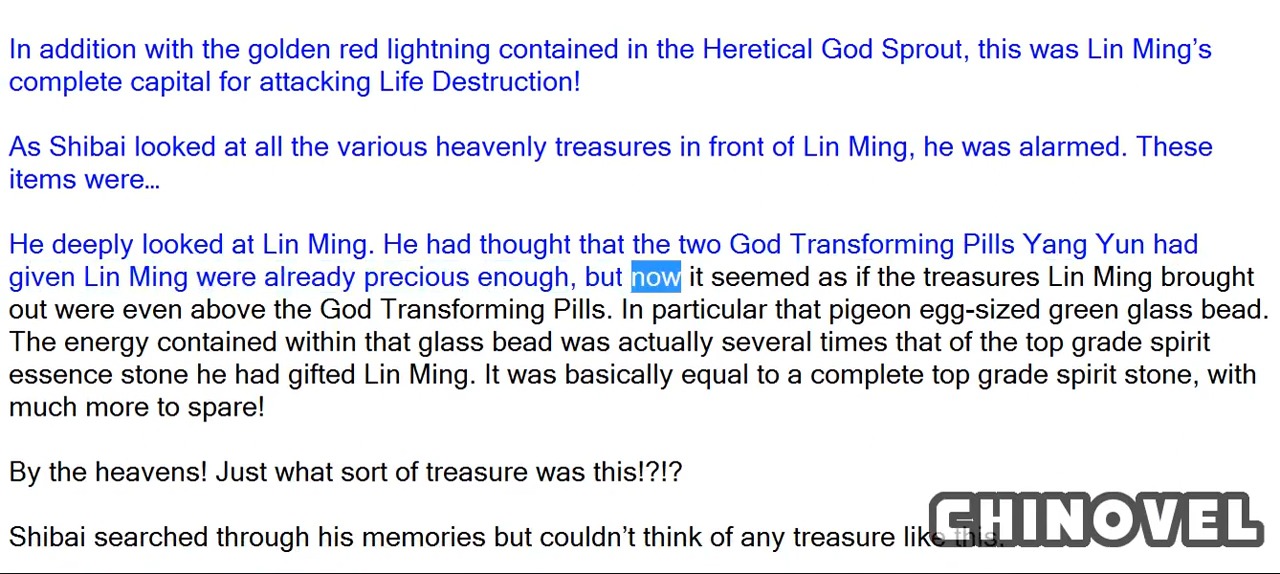 In addition with the golden red lightning contained in the Heretical God Sprout, this was Lin Ming’s
complete capital for attacking Life Destruction!
As Shibai looked at all the various heavenly treasures in front of Lin Ming, he was alarmed. These
items were…
He deeply looked at Lin Ming. He had thought that the two God Transforming Pills Yang Yun had
given Lin Ming were already precious enough, but now it seemed as if the treasures Lin Ming brought
out were even above the God Transforming Pills. In particular that pigeon egg-sized green glass bead.
The energy contained within that glass bead was actually several times that of the top grade spirit
essence stone he had gifted Lin Ming. It was basically equal to a complete top grade spirit stone, with
much more to spare!
By the heavens! Just what sort of treasure was this!?!?
Shibai searched through his memories but couldn’t think of any treasure like this.
CHINOVEL